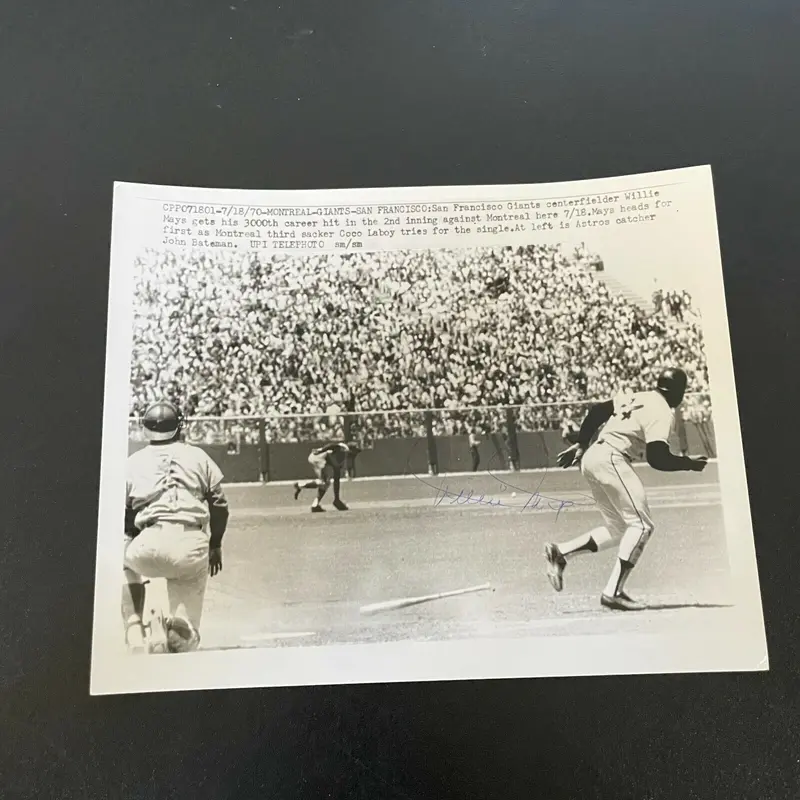 CPP071801-7/18/70-MONTREAL-GIANTS-SAN FRANCISCO:San Francisco Giants centerfielder Willie
Mays gets his 3000th career hit in the 2nd inning against Montreal here 7/18.Mays heads for
first as Montreal third sacker Coco Laboy tries for the single.At left is Astros catcher
John Bateman. UPI TELEPHOTO sm/sm
Willie Mays